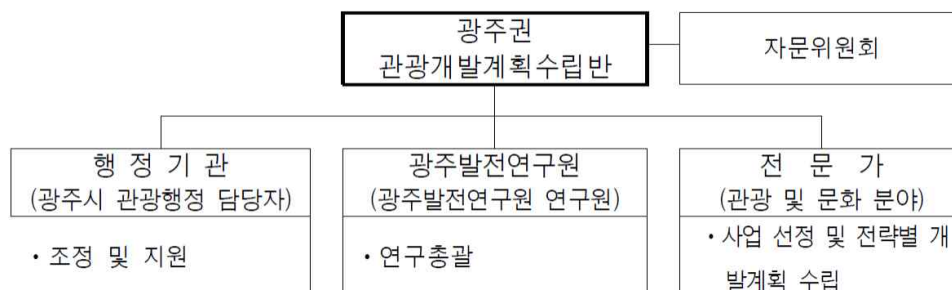 광주권
관광개발계획수립반
자문위원회
행 정 기 관
(광주시 관광행정 담당자)
• 조정 및 지원
광주발전연구원
(광주발전연구원 연구원)
• 연구총괄
전 문 가
(관광 및 문화 분야)
• 사업 선정 및 전략별 개
발계획 수립